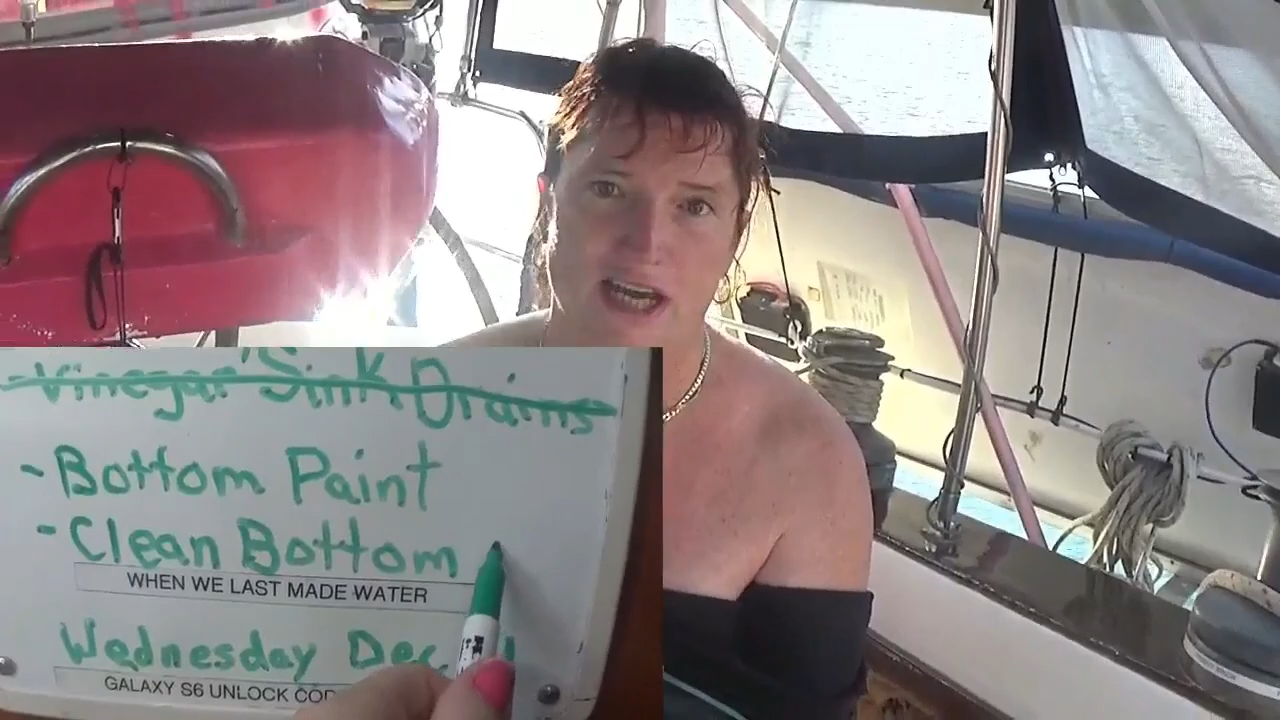 - Vinegar Sink Drains
- Bottom Paint
- Clean Bottom
WHEN WE LAST MADE WATER
Wednesday Dec.
GALAXY S6 UNLOCK COD